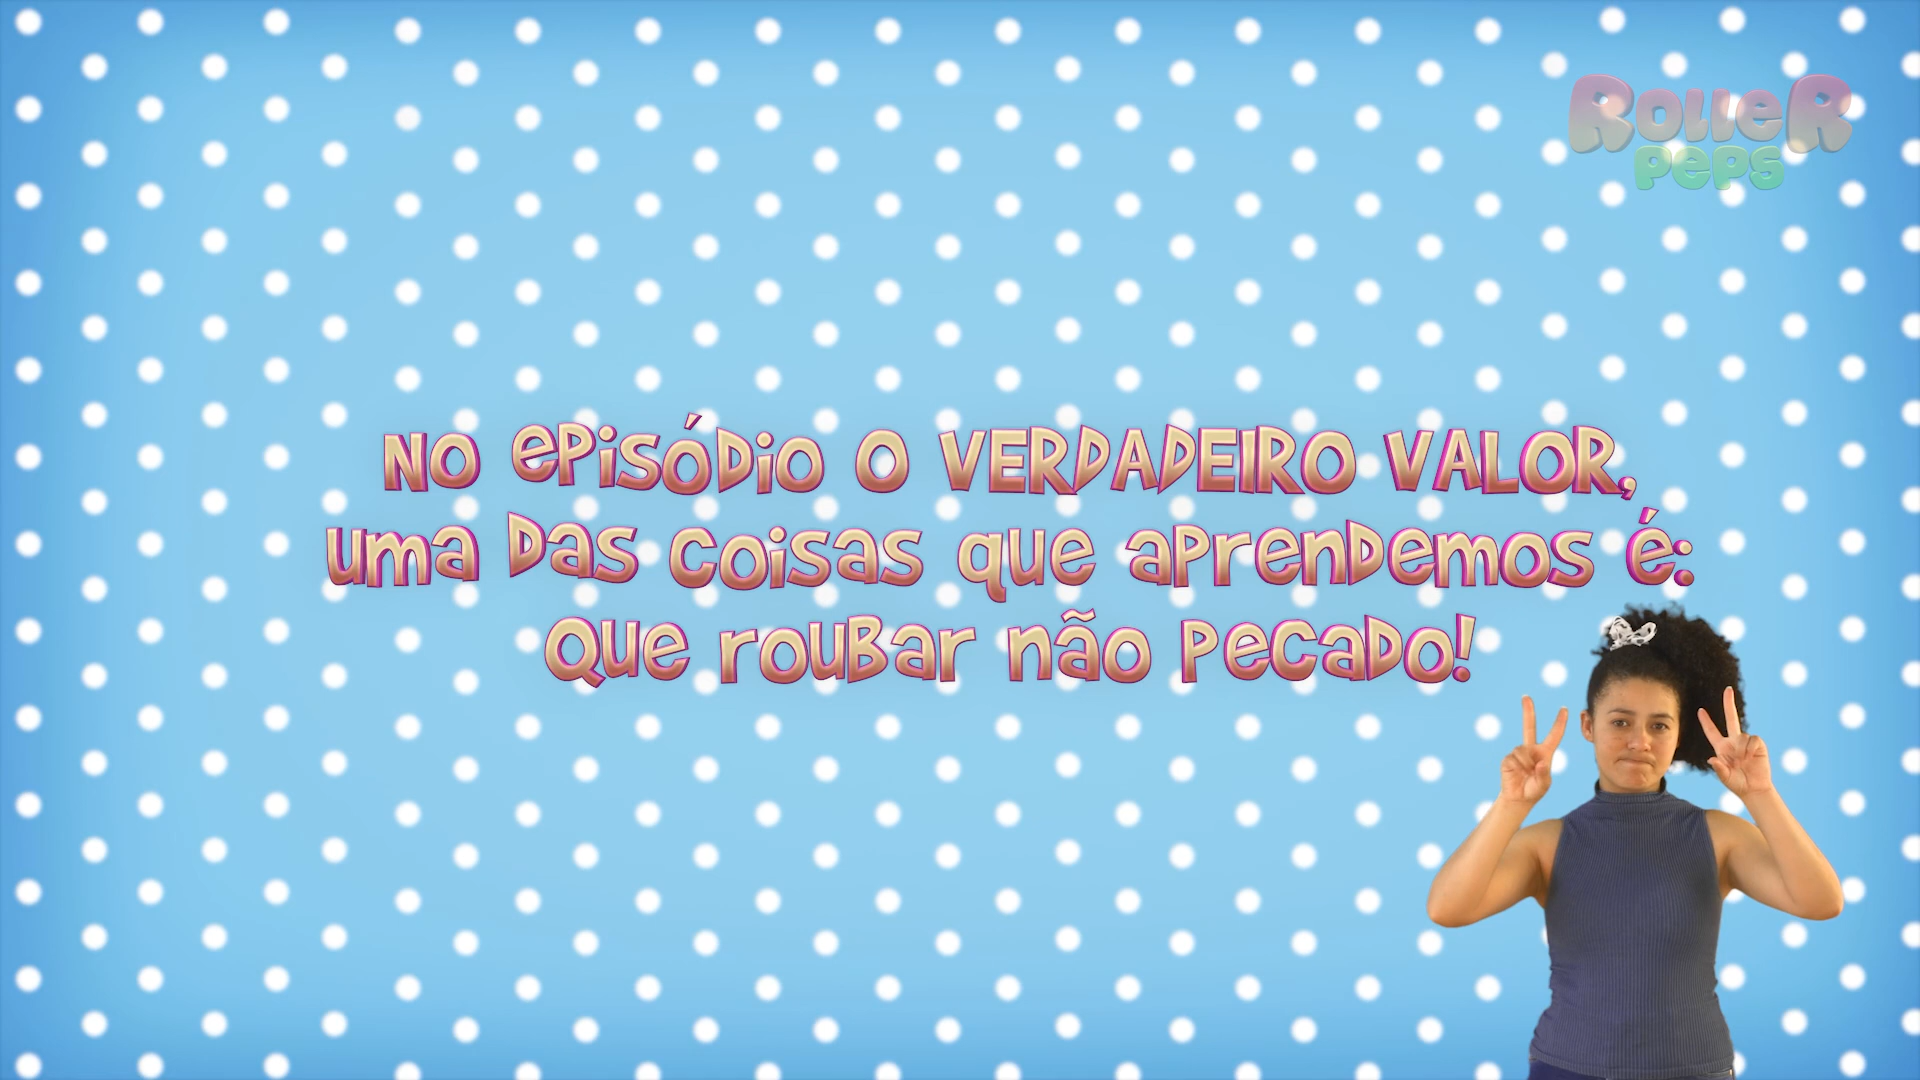 ROLLER
PEPS
NO EPISÓDIO O VERDADEIRO VALOR,
uma das coisas que aprendemos é:
que roubar não pecado!